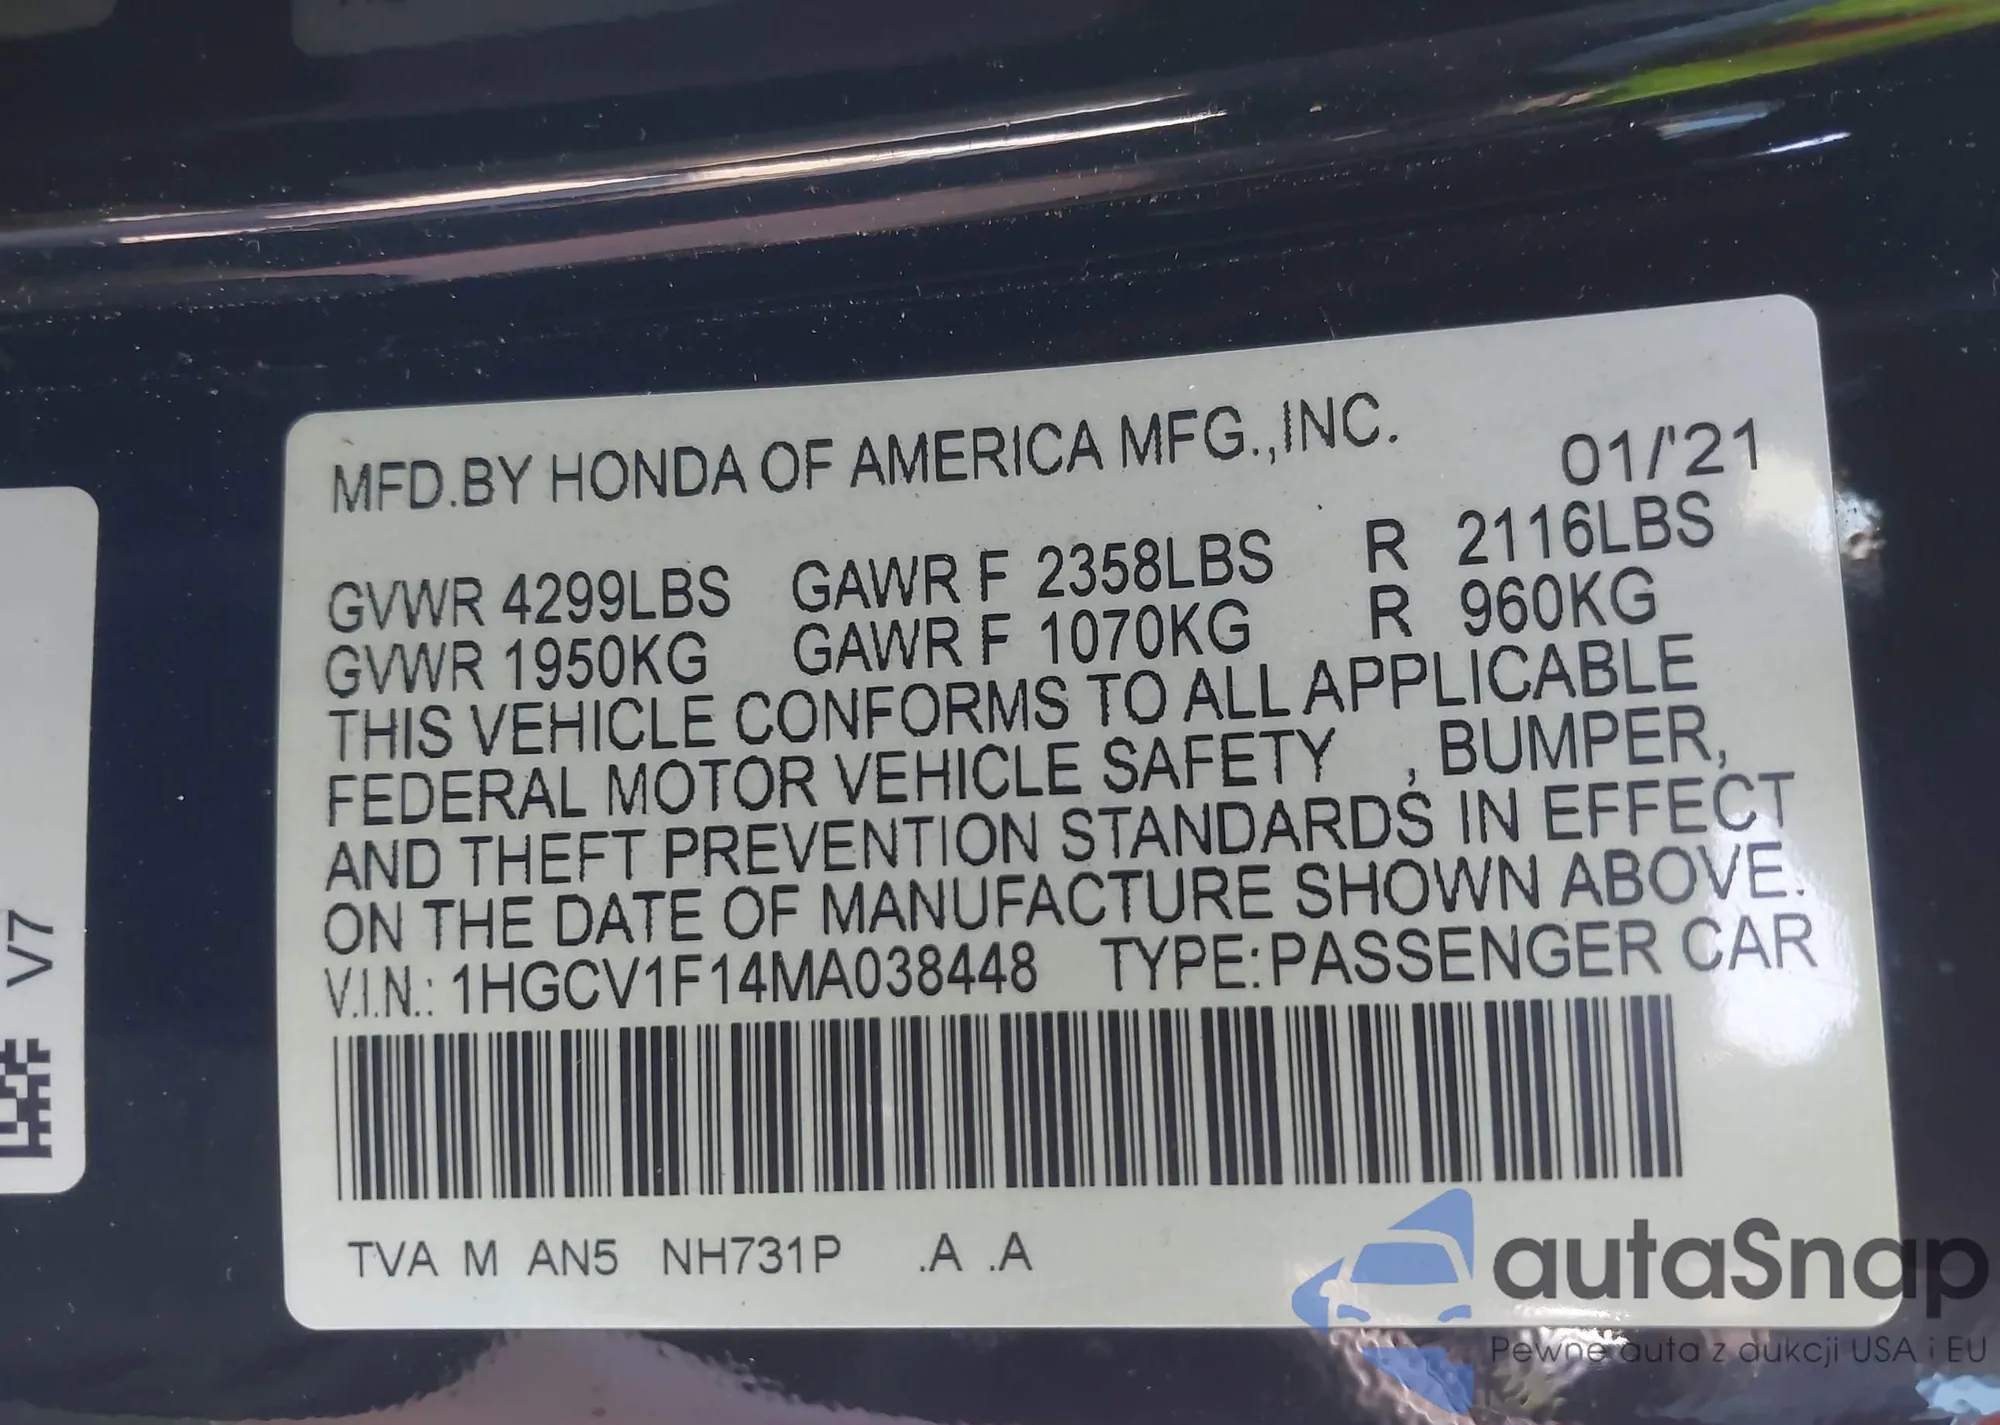 MFD.BY HONDA OF AMERICA MFG.,INC. 01/'21
GVWR 4299LBS GAWR F 2358LBS R 2116LBS
GVWR 1950KG GAWR F 1070KG R 960KG
THIS VEHICLE CONFORMS TO ALL APPLICABLE
FEDERAL MOTOR VEHICLE SAFETY , BUMPER,
AND THEFT PREVENTION STANDARDS IN EFFECT
ON THE DATE OF MANUFACTURE SHOWN ABOVE.
V.I.N.: 1HGCV1F14MA038448 TYPE:PASSENGER CAR
TVA M AN5 NH731P .A .A
V7
autaSnap
Pewne auta z dukcji USA i EU